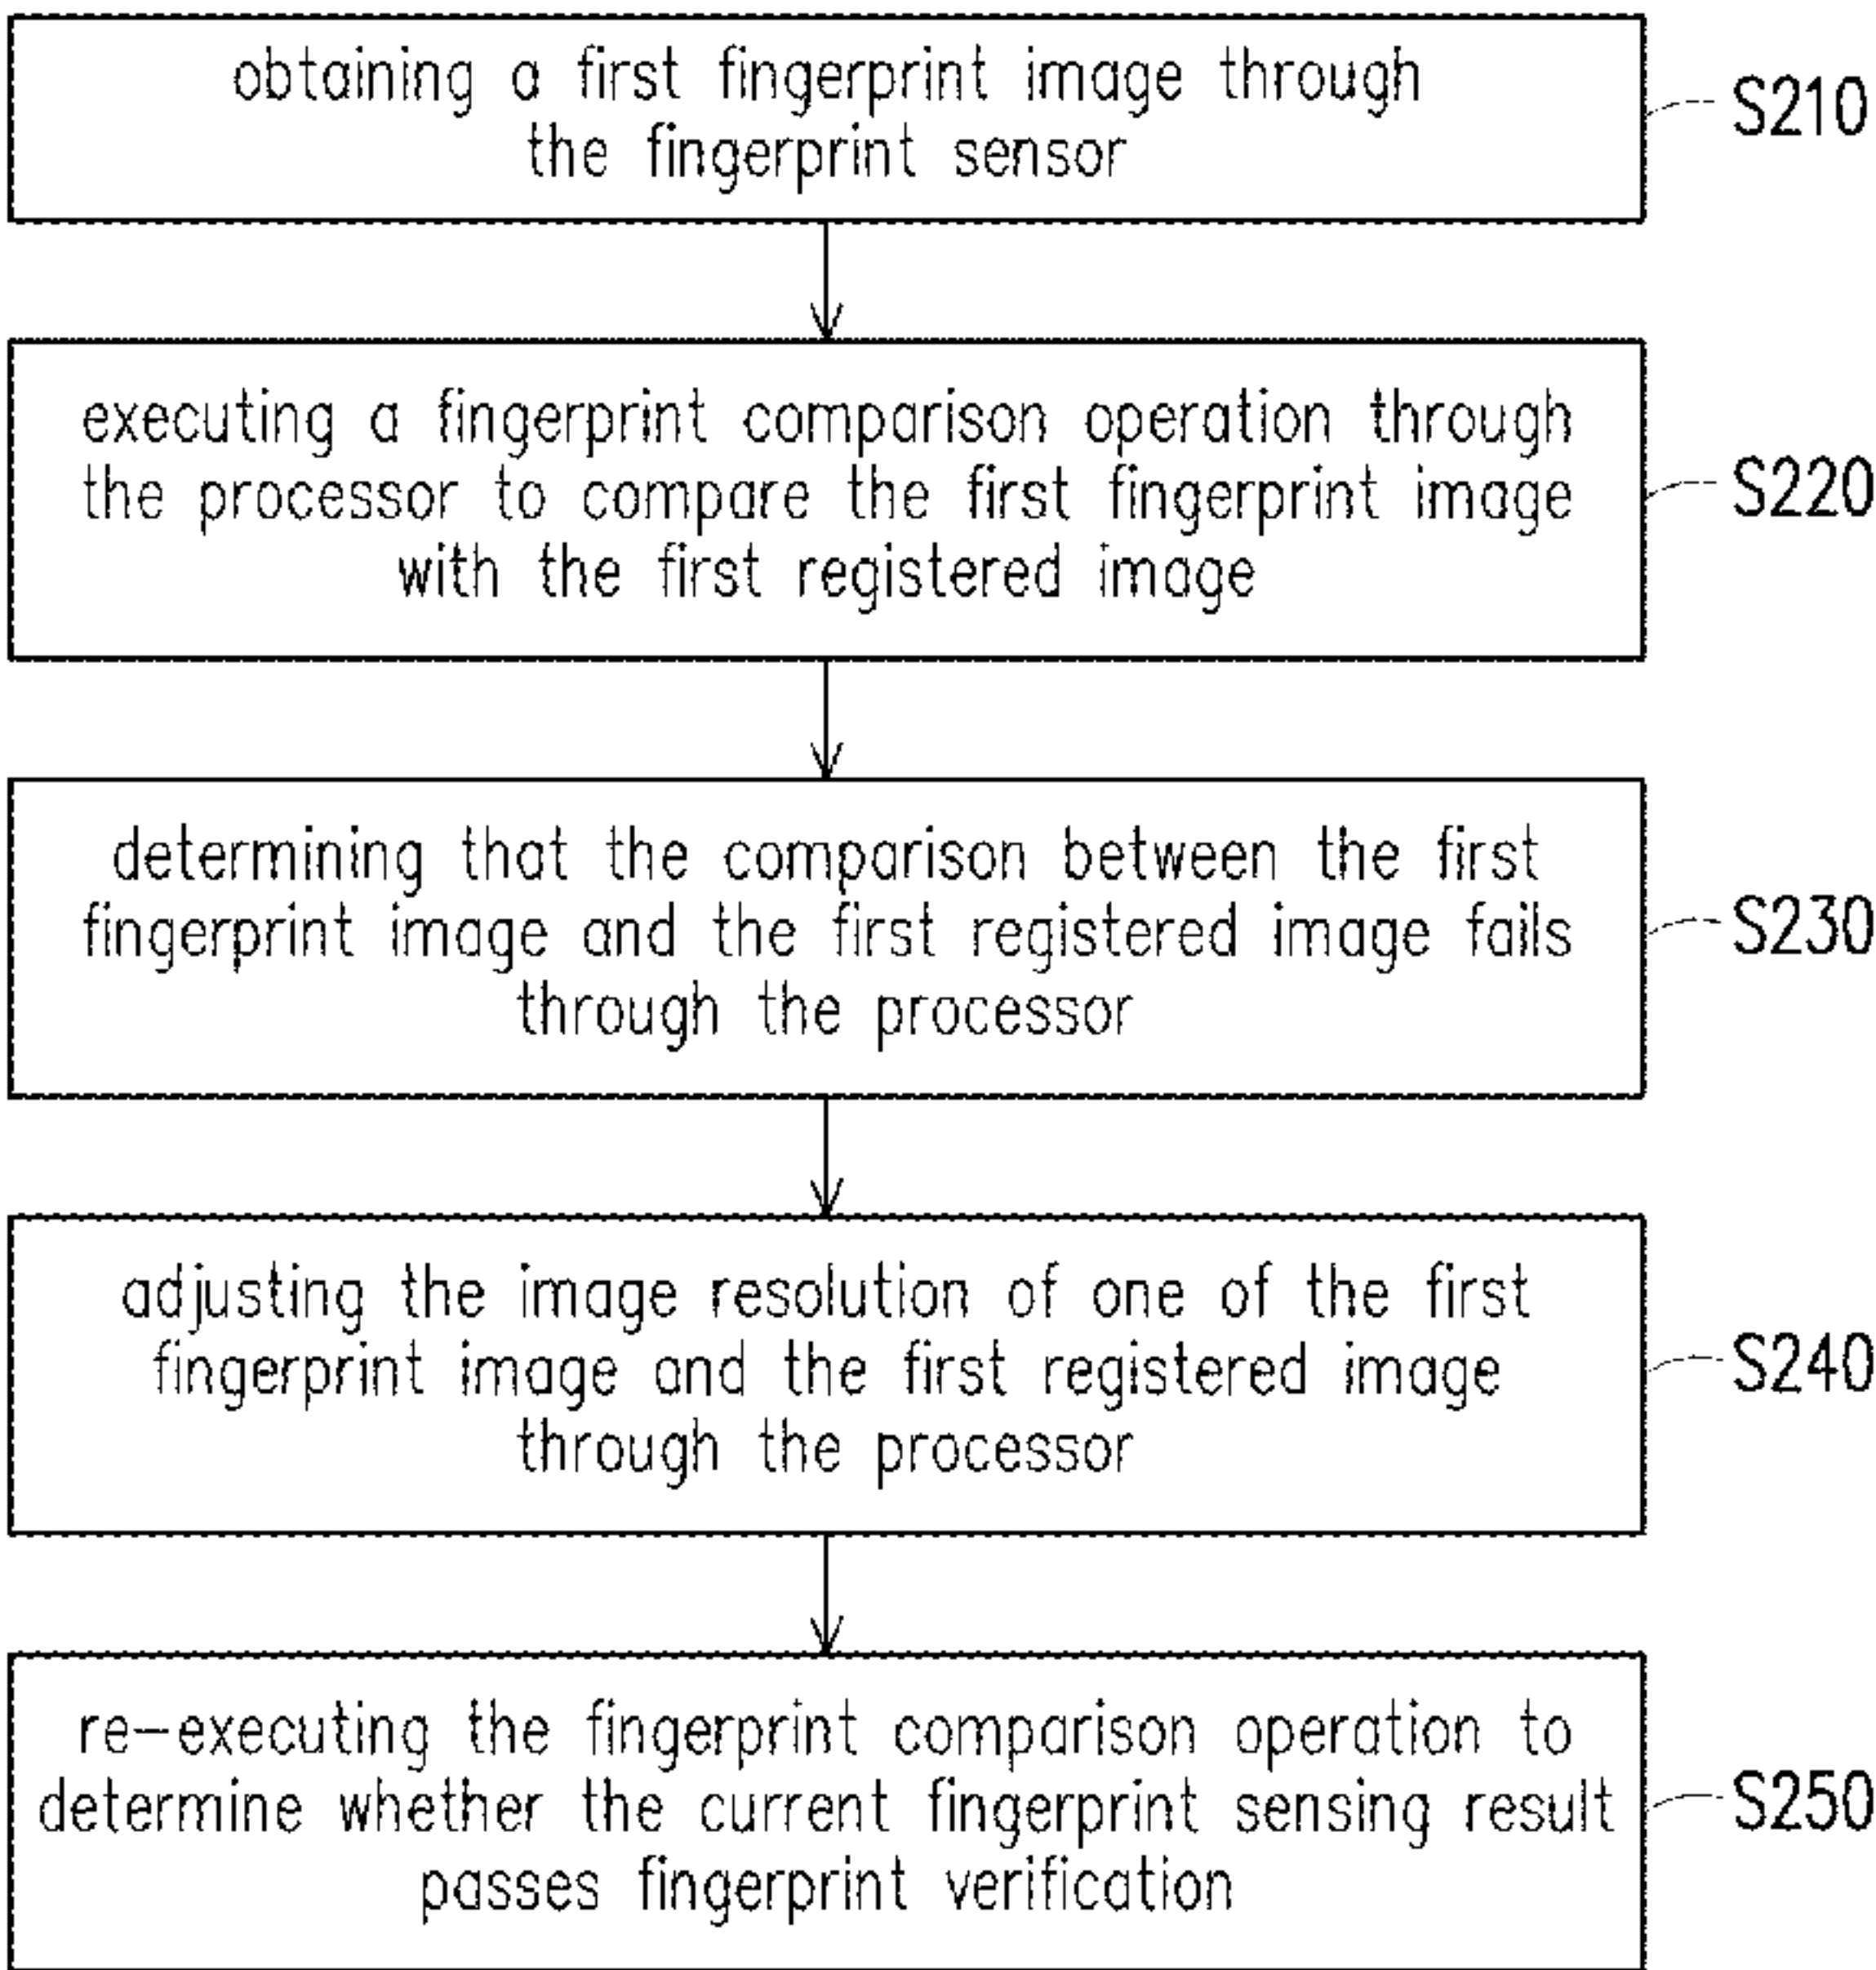 obtaining a first fingerprint image through
the fingerprint sensor
S210
executing a fingerprint comparison operation through
the processor to compare the first fingerprint image
with the first registered image
S220
determining that the comparison between the first
fingerprint image and the first registered image fails
through the processor
S230
adjusting the image resolution of one of the first
fingerprint image and the first registered image
through the processor
S240
re-executing the fingerprint comparison operation to
determine whether the current fingerprint sensing result
passes fingerprint verification
S250